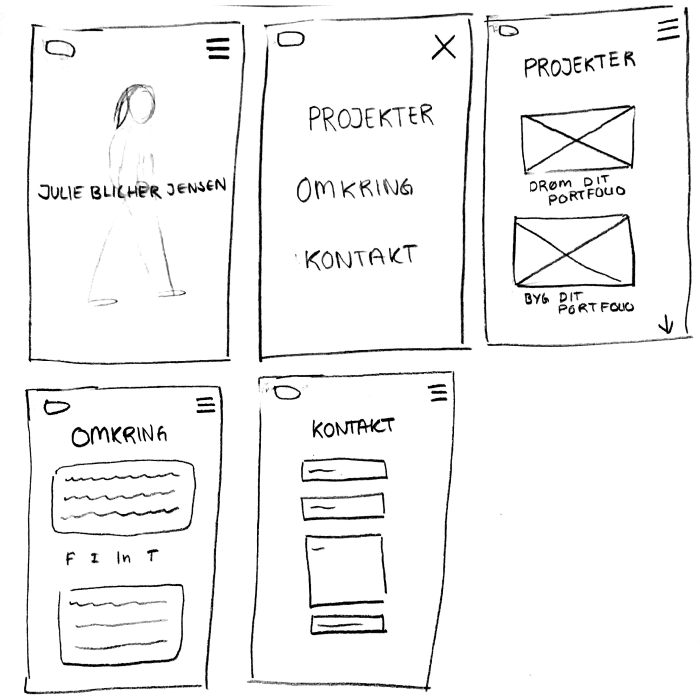 JULIE BLICHER JENSEN
PROJEKTER
OMKRING
KONTAKT
PROJEKTER
DRØM DIT
PORTFOLIO
BYG DIT
PORTFOLIO
OMKRING
F I In T
KONTAKT